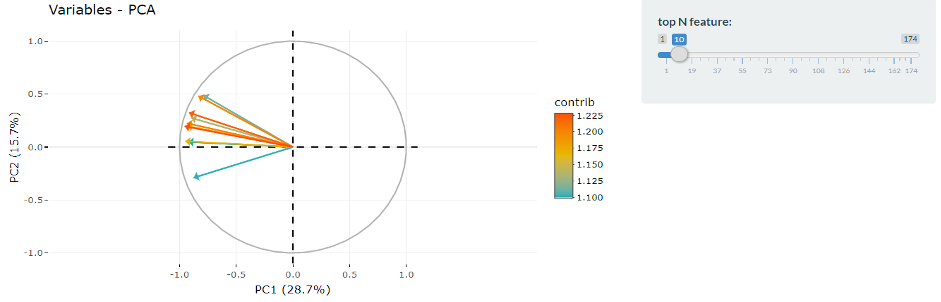 Variables - PCA
1.0
0.5
0.0
-0.5
-1.0
PC2 (15.7%)
-1.0 -0.5 0.0 0.5 1.0
PC1 (28.7%)
contrib
1.225
1.200
1.175
1.150
1.125
1.100
top N feature:
1 10 174
1 19 37 55 73 90 108 126 144 162 174